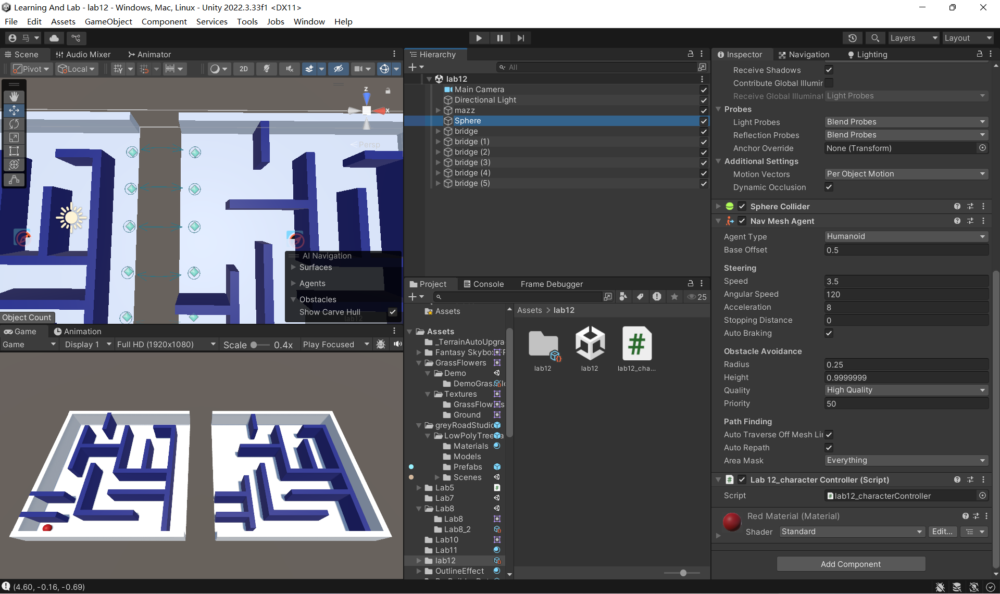 Learning And Lab - lab12 - Windows, Mac, Linux - Unity 2022.3.33f1 <DX11>
File Edit Assets GameObject Component Services Tools Jobs Window Help
马
Layers Layout
Scene Audio Mixer Animator
Pivot Local 2D
z
x
Persp
AI Navigation
Surfaces
Agents
Obstacles
Show Carve Hull
lab12
Object Count
Game Animation
Game Display 1 Full HD (1920x1080) Scale 0.4x Play Focused
Hierarchy
All
lab12
Main Camera
Directional Light
mazz
Sphere
bridge
bridge (1)
bridge (2)
bridge (3)
bridge (4)
bridge (5)
Project Console Frame Debugger
25
Assets
Assets > lab12
Assets
_TerrainAutoUpgra
Fantasy Skybox F
GrassFlowers
Demo
Textures
Ground
greyRoadStudio
Materials
Models
Prefabs
Scenes
Lab5
Lab7
Lab8
Lab8
Lab8_2
Lab10
Lab11
lab12
OutlineEffect
lab12
lab12
lab12_cha...
Inspector Navigation Lighting
Receive Shadows
Contribute Global Illumir
Receive Global Illuminat Light Probes
Probes
Light Probes Blend Probes
Reflection Probes Blend Probes
Anchor Override None (Transform)
Additional Settings
Motion Vectors Per Object Motion
Dynamic Occlusion
Sphere Collider
Nav Mesh Agent
Agent Type Humanoid
Base Offset 0.5
Steering
Speed 3.5
Angular Speed 120
Acceleration 8
Stopping Distance 0
Auto Braking
Obstacle Avoidance
Radius 0.25
Height 0.9999999
Quality High Quality
Priority 50
Path Finding
Auto Traverse Off Mesh Lir
Auto Repath
Area Mask Everything
# Lab 12_character Controller (Script)
Script lab12_characterController
Red Material (Material)
Shader Standard Edit...
Add Component
(4.60, -0.16, -0.69)